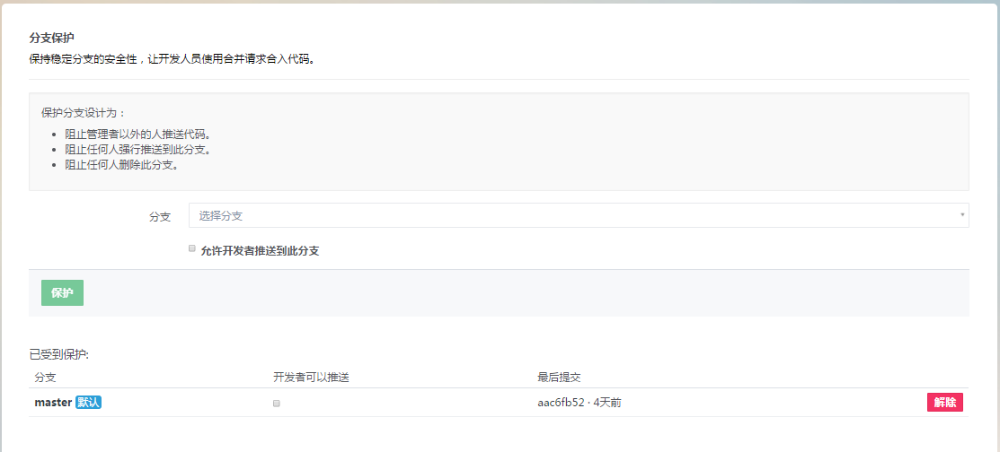 分支保护
保持稳定分支的安全性，让开发人员使用合并请求合入代码。
保护分支设计为：
阻止管理者以外的人推送代码。
阻止任何人强行推送到此分支。
阻止任何人删除此分支。
分支 选择分支
允许开发者推送到此分支
保护
已受到保护:
分支 开发者可以推送 最后提交
master 默认 aac6fb52 · 4天前 解除